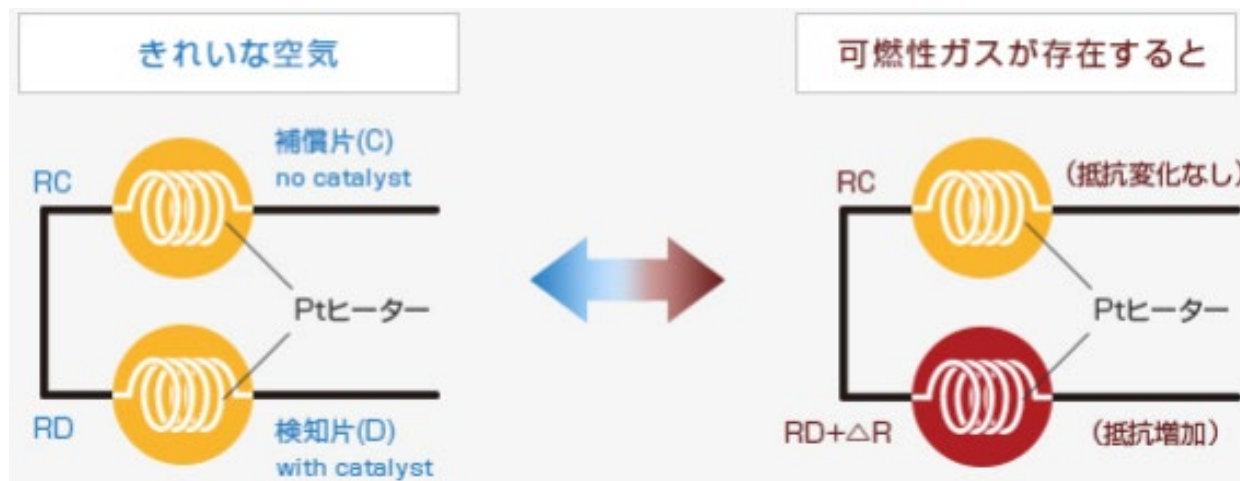 きれいな空気
補償片(C)
no catalyst
RC
Ptヒーター
RD
検知片(D)
with catalyst
可燃性ガスが存在すると
(抵抗変化なし)
RC
Ptヒーター
RD+△R
(抵抗増加)